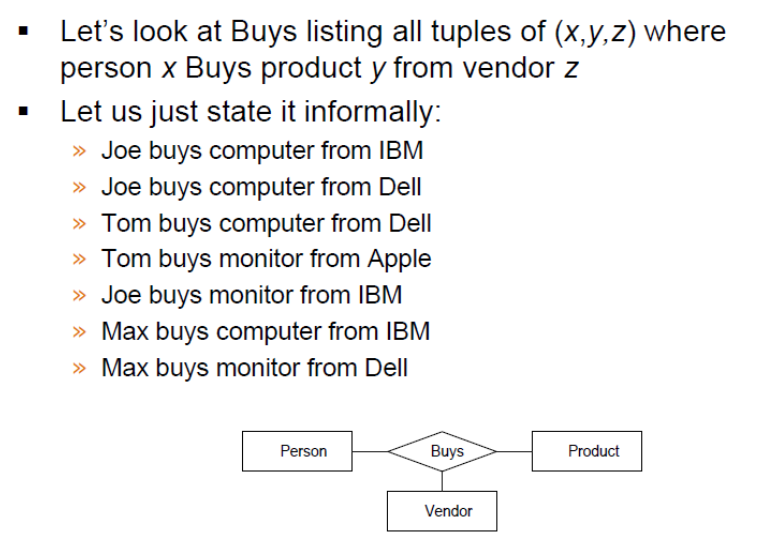 ▪ Let's look at Buys listing all tuples of (x,y,z) where
person x Buys product y from vendor z
▪ Let us just state it informally:
» Joe buys computer from IBM
» Joe buys computer from Dell
» Tom buys computer from Dell
» Tom buys monitor from Apple
» Joe buys monitor from IBM
» Max buys computer from IBM
» Max buys monitor from Dell
Person Buys Product
Vendor